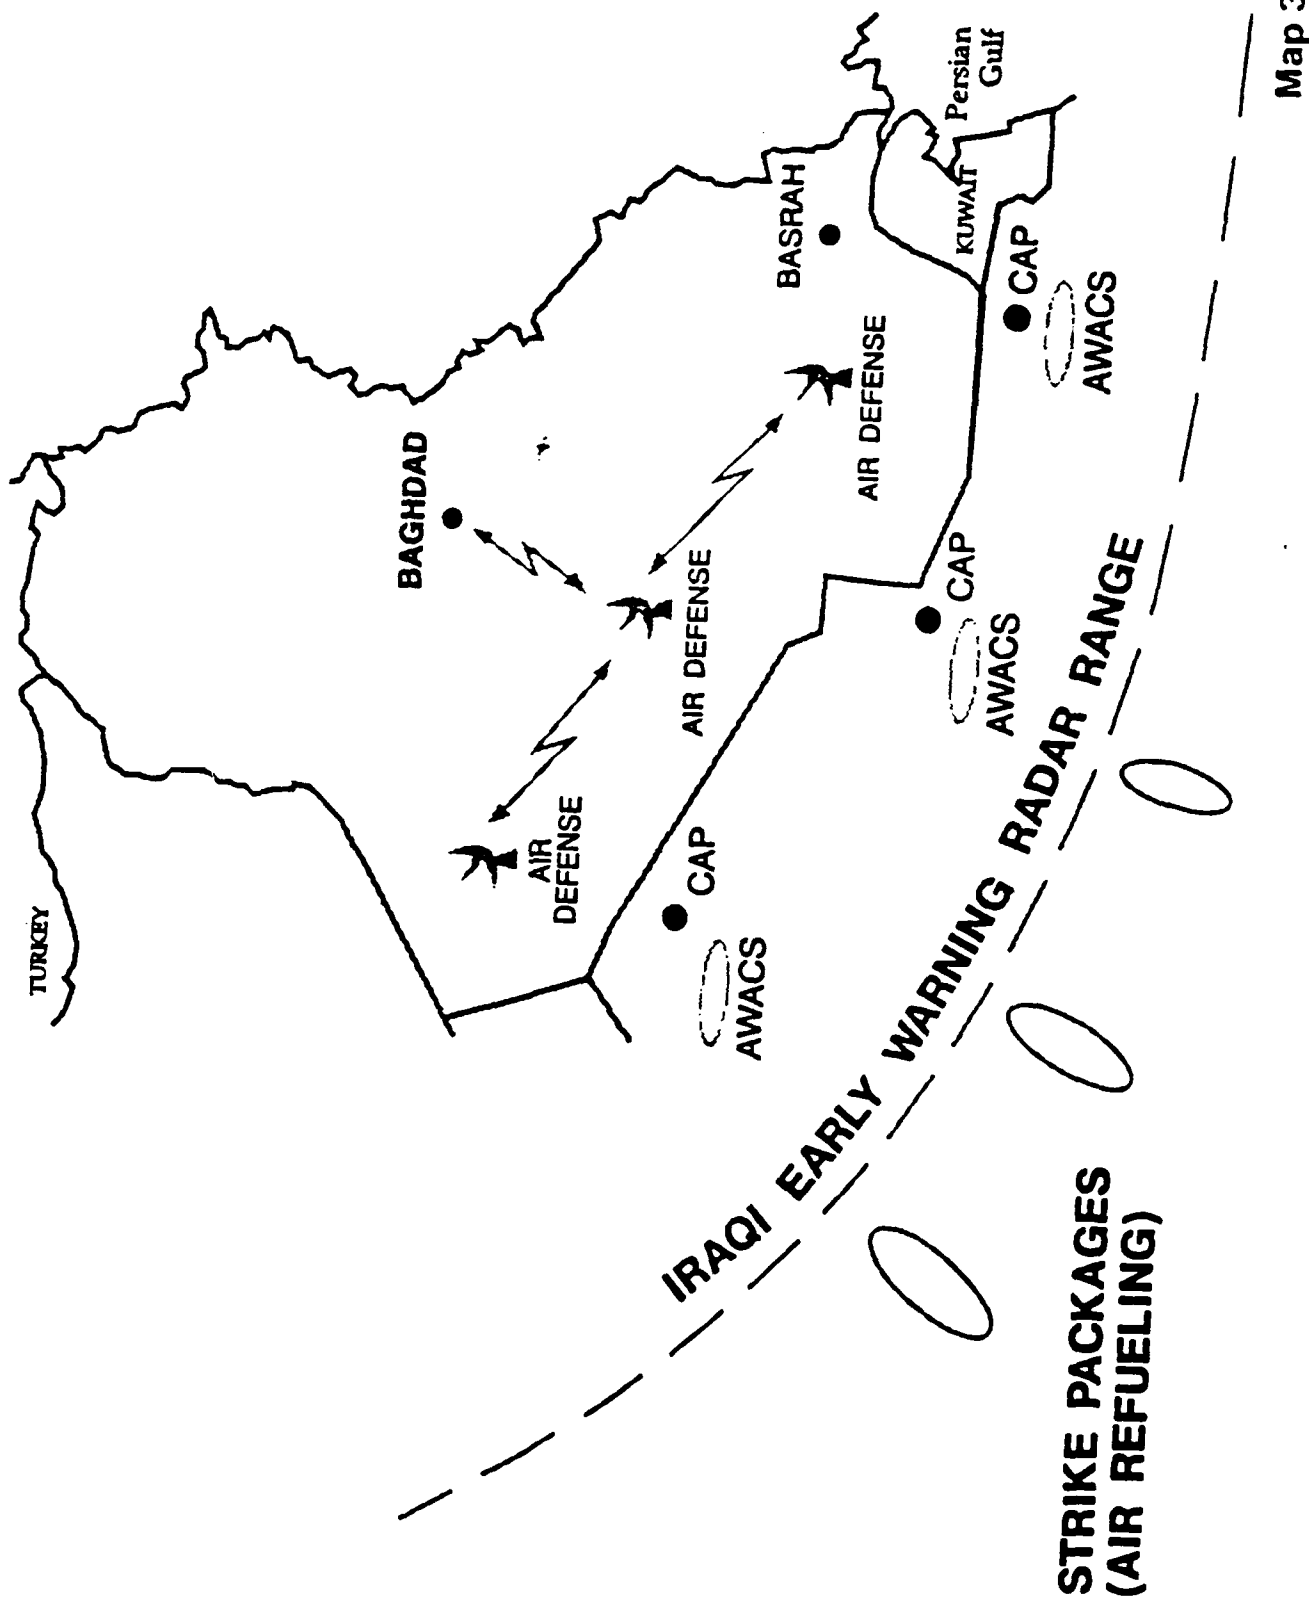 TURKEY
BAGHDAD
BASRAH
Persian
Gulf
KUWAIT
AIR
DEFENSE
AIR DEFENSE
AIR DEFENSE
CAP
AWACS
CAP
AWACS
CAP
AWACS
IRAQI EARLY WARNING RADAR RANGE
STRIKE PACKAGES
(AIR REFUELING)
Map 3